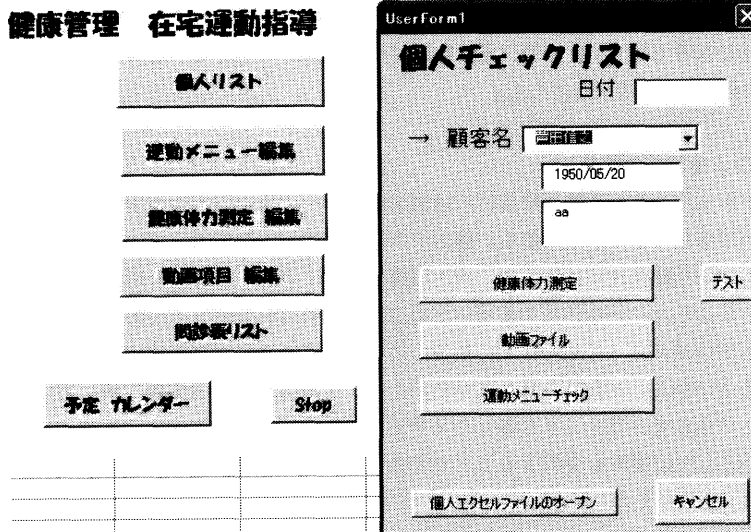 健康管理 在宅運動指導
個人リスト
運動メニュー編集
健康体力測定 編集
動画項目 編集
問診表リスト
予定 カレンダー
Stop
UserForm1
個人チェックリスト
日付
→ 顧客名
1950/05/20
aa
健康体力測定
テスト
動画ファイル
運動メニューチェック
個人エクセルファイルのオープン
キャンセル